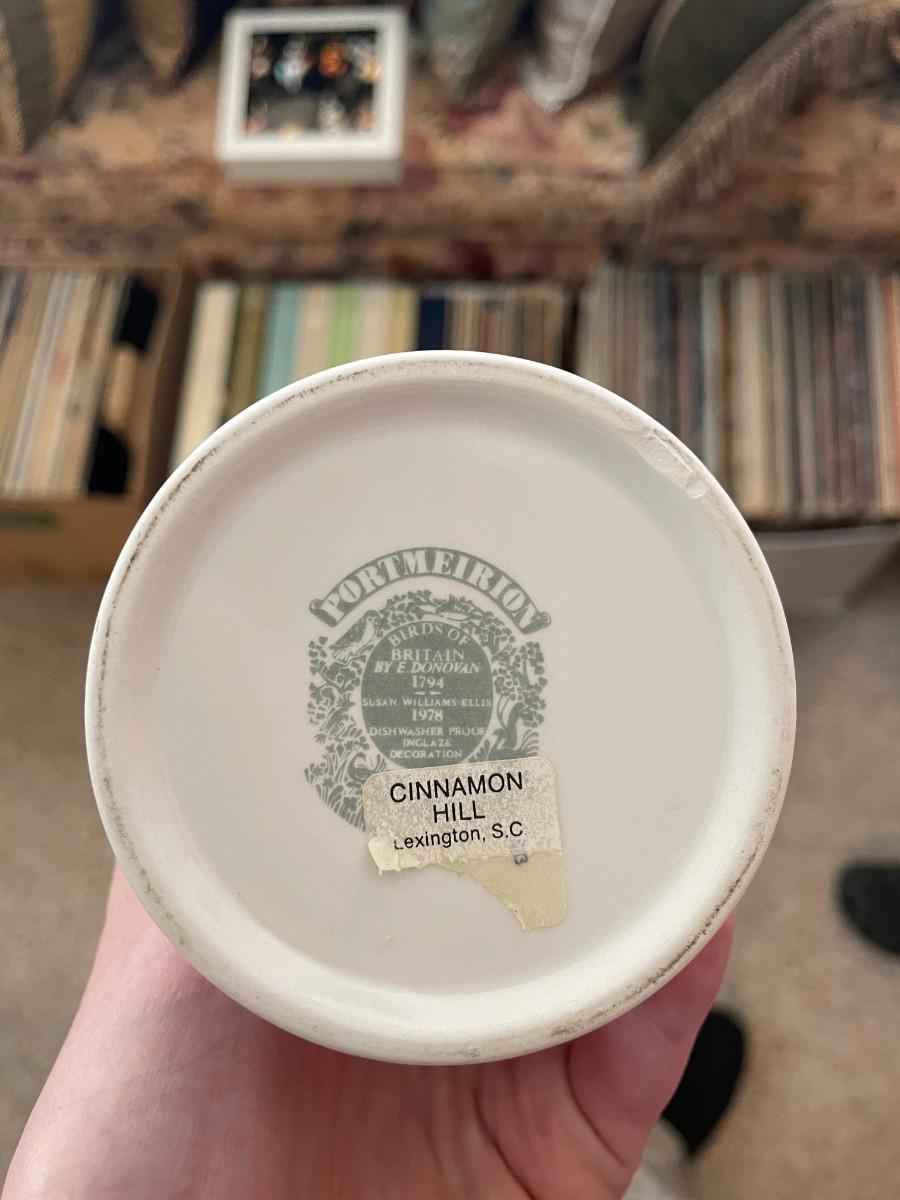 PORTMEIRION
BIRDS OF
BRITAIN
BY E. DONOVAN
1794
SUSAN WILLIAMS-ELLIS
1978
DISHWASHER PROOF
INGLAZE
DECORATION
CINNAMON
HILL
Lexington, S.C